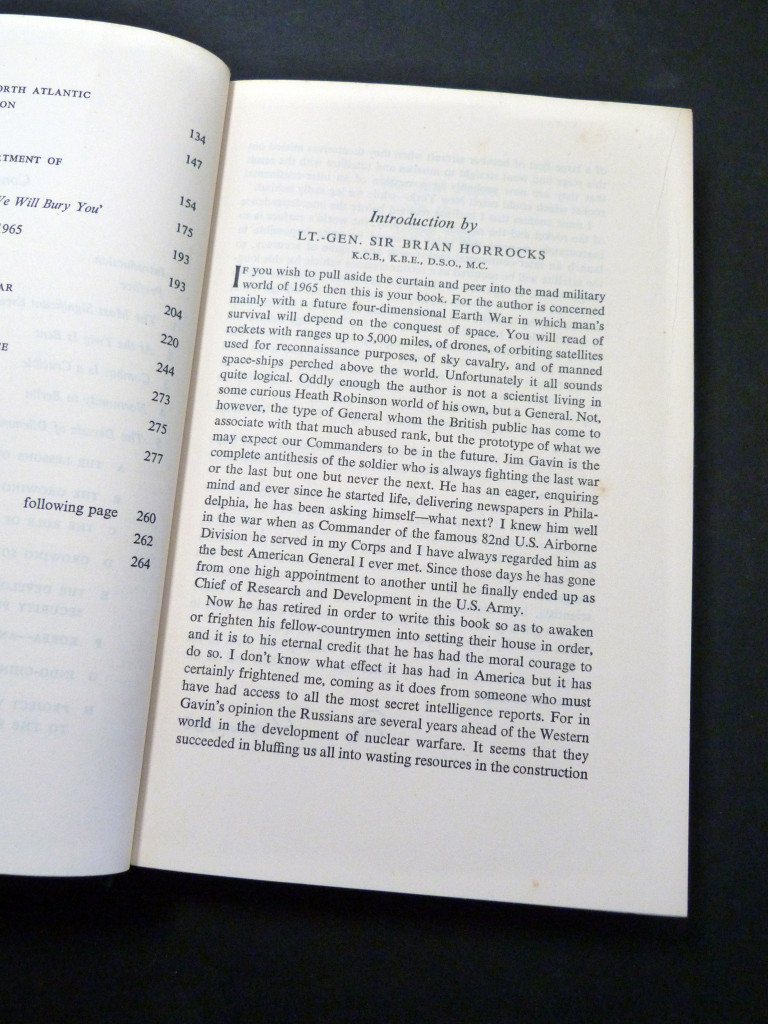 ORTH ATLANTIC
ON
134
RTMENT OF
147
We Will Bury You'
154
1965
175
193
193
AR
204
220
CE
244
273
275
277
following page 260
262
264
Introduction by
LT.-GEN. SIR BRIAN HORROCKS
K.C.B., K.B.E., D.S.O., M.C.
IF you wish to pull aside the curtain and peer into the mad military
world of 1965 then this is your book. For the author is concerned
mainly with a future four-dimensional Earth War in which man's
survival will depend on the conquest of space. You will read of
rockets with ranges up to 5,000 miles, of drones, of orbiting satellites
used for reconnaissance purposes, of sky cavalry, and of manned
space-ships perched above the world. Unfortunately it all sounds
quite logical. Oddly enough the author is not a scientist living in
some curious Heath Robinson world of his own, but a General. Not,
however, the type of General whom the British public has come to
associate with that much abused rank, but the prototype of what we
may expect our Commanders to be in the future. Jim Gavin is the
complete antithesis of the soldier who is always fighting the last war
or the last but one but never the next. He has an eager, enquiring
mind and ever since he started life, delivering newspapers in Phila-
delphia, he has been asking himself—what next? I knew him well
in the war when as Commander of the famous 82nd U.S. Airborne
Division he served in my Corps and I have always regarded him as
the best American General I ever met. Since those days he has gone
from one high appointment to another until he finally ended up as
Chief of Research and Development in the U.S. Army.
Now he has retired in order to write this book so as to awaken
or frighten his fellow-countrymen into setting their house in order,
and it is to his eternal credit that he has had the moral courage to
do so. I don't know what effect it has had in America but it has
certainly frightened me, coming as it does from someone who must
have had access to all the most secret intelligence reports. For in
Gavin's opinion the Russians are several years ahead of the Western
world in the development of nuclear warfare. It seems that they
succeeded in bluffing us all into wasting resources in the construction